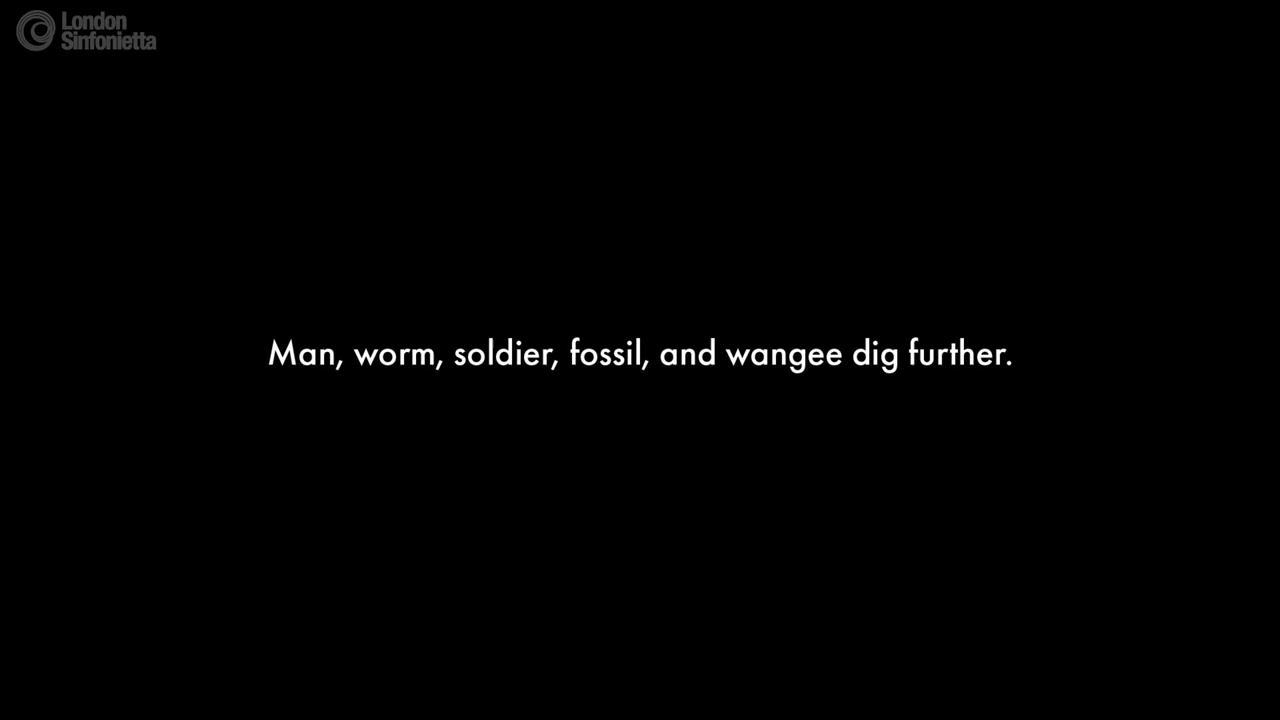 London
Sinfonietta
Man, worm, soldier, fossil, and wangee dig further.